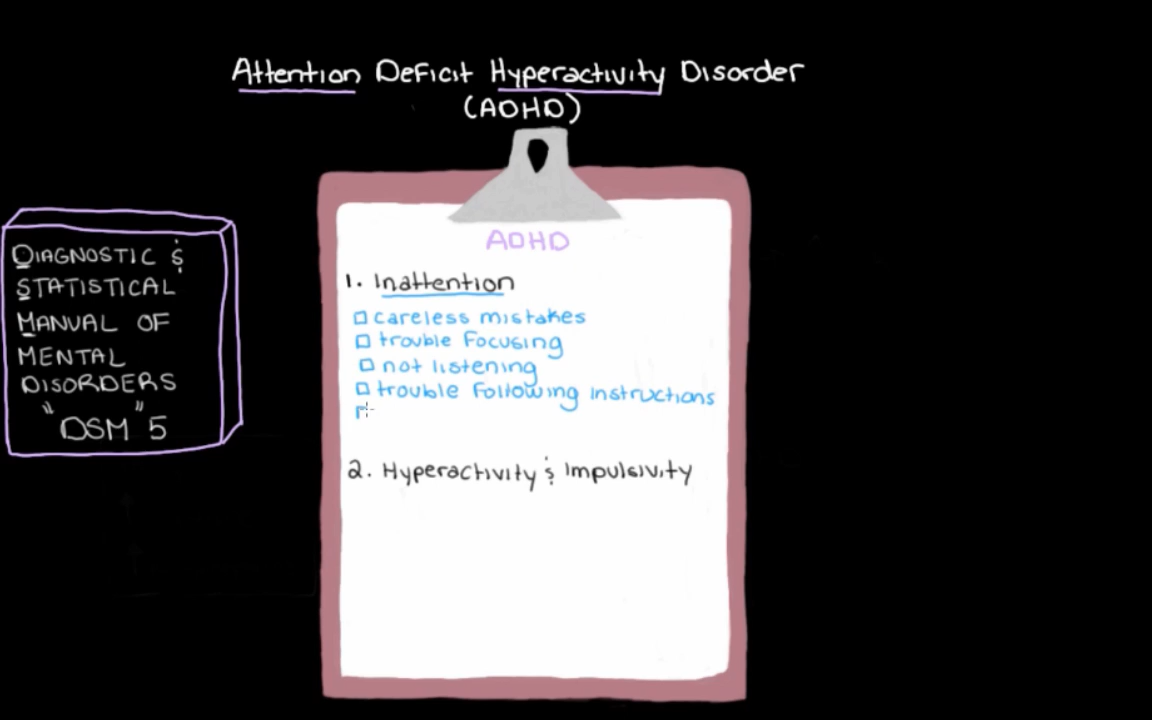 Attention Deficit Hyperactivity Disorder
(ADHD)
DIAGNOSTIC &
STATISTICAL
MANUAL OF
MENTAL
DISORDERS
"DSM" 5
ADHD
1. Inattention
careless mistakes
trouble focusing
not listening
trouble following instructions
2. Hyperactivity & Impulsivity